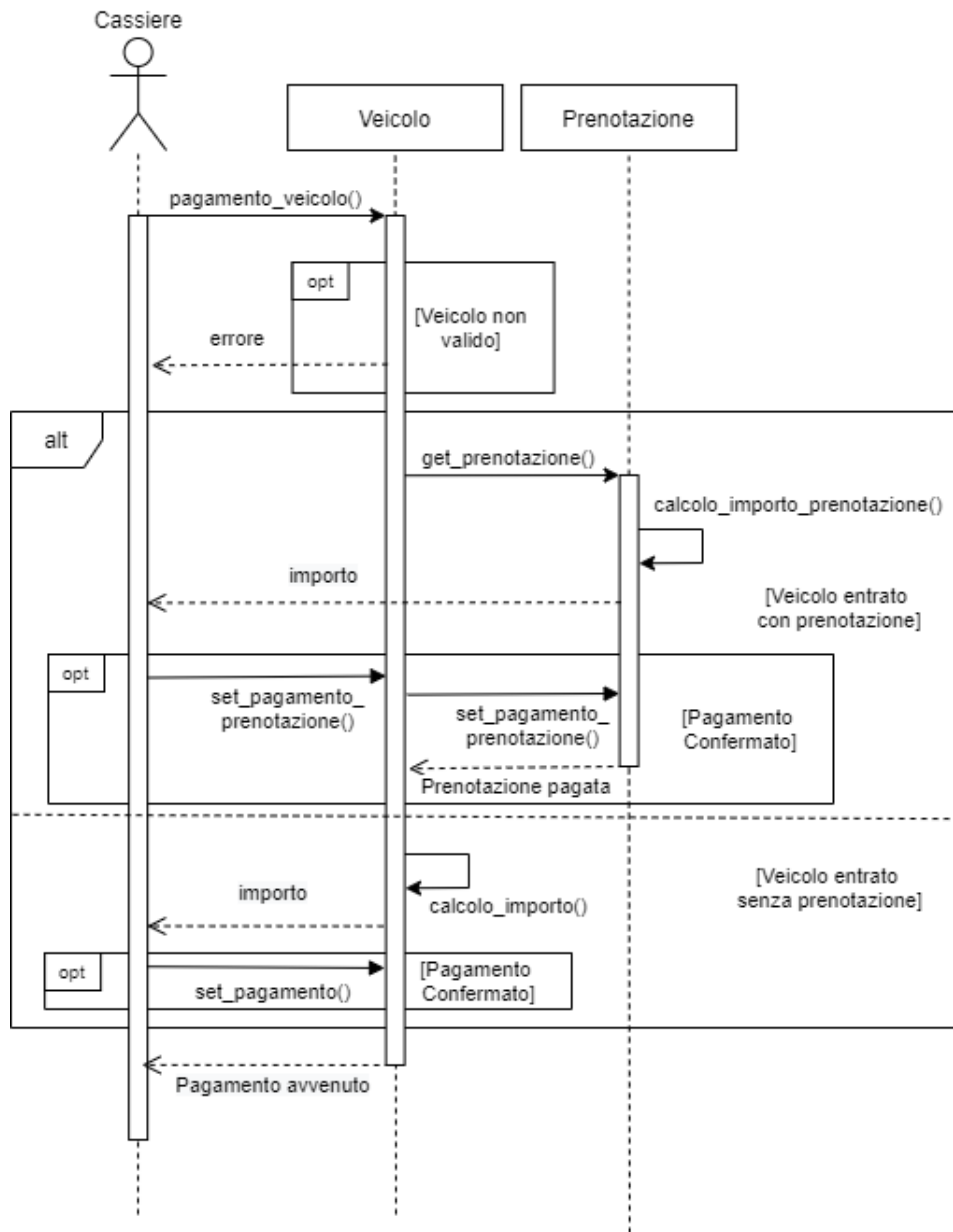 Cassiere
Veicolo
Prenotazione
pagamento_veicolo()
opt
[Veicolo non
valido]
errore
alt
get_prenotazione()
calcolo_importo_prenotazione()
importo
[Veicolo entrato
con prenotazione]
opt
set_pagamento_
prenotazione()
set_pagamento_
prenotazione()
[Pagamento
Confermato]
Prenotazione pagata
[Veicolo entrato
senza prenotazione]
importo
calcolo_importo()
opt
[Pagamento
Confermato]
set_pagamento()
Pagamento avvenuto